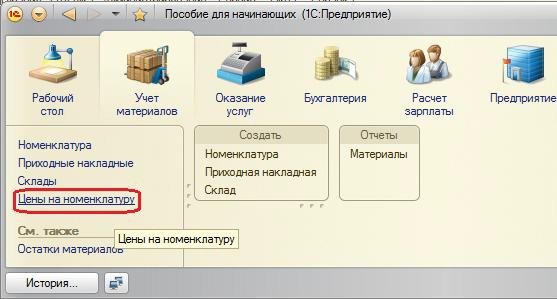 Пособие для начинающих (1С:Предприятие)
Рабочий стол
Учет материалов
Оказание услуг
Бухгалтерия
Расчет зарплаты
Предприятие
Номенклатура
Приходные накладные
Склады
Цены на номенклатуру
См. также
Остатки материалов
Создать
Номенклатура
Приходная накладная
Склад
Отчеты
Материалы
Цены на номенклатуру
История...